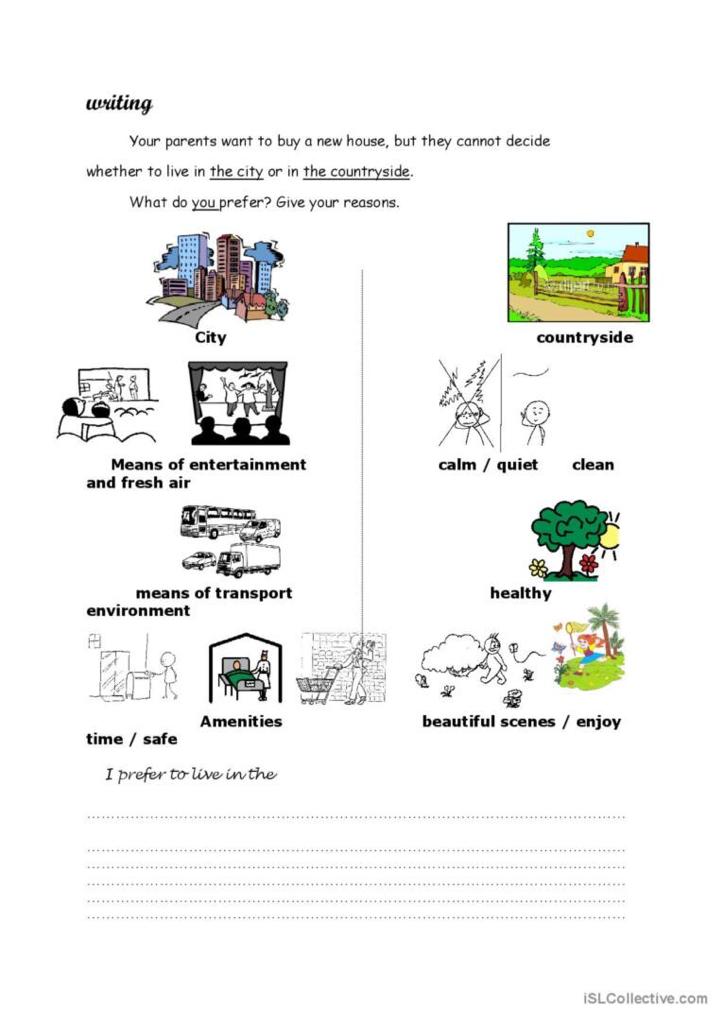 writing
Your parents want to buy a new house, but they cannot decide
whether to live in the city or in the countryside.
What do you prefer? Give your reasons.
City countryside
Means of entertainment calm / quiet clean
and fresh air
means of transport healthy
environment
Amenities beautiful scenes / enjoy
time / safe
I prefer to live in the
iSLCollective.com